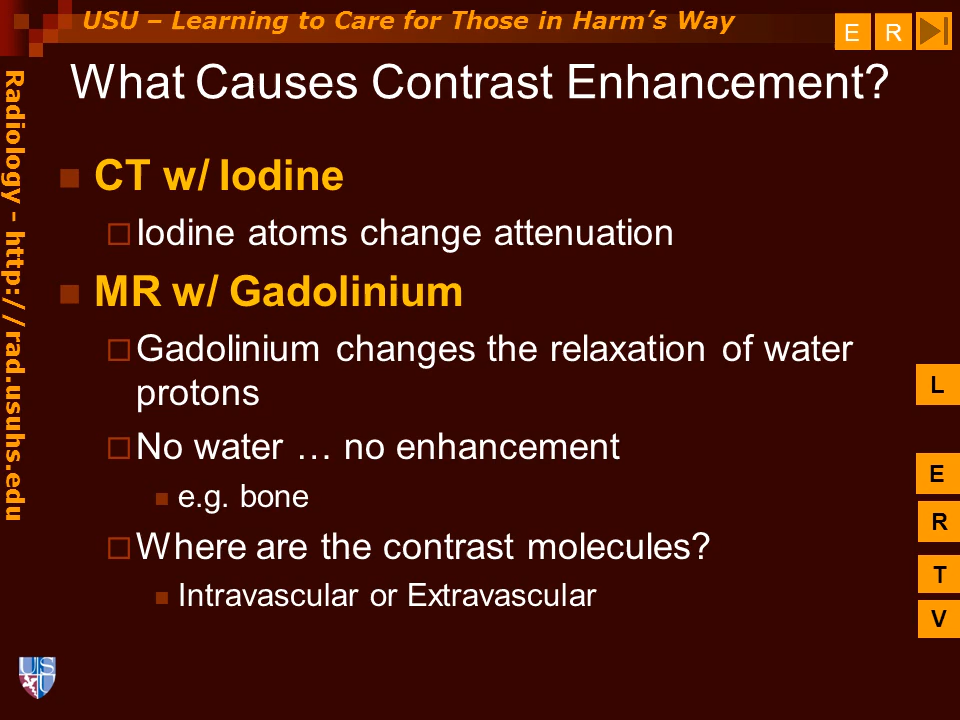 USU – Learning to Care for Those in Harm’s Way
E R
What Causes Contrast Enhancement?
Radiology - http://rad.usuhs.edu
CT w/ Iodine
Iodine atoms change attenuation
MR w/ Gadolinium
Gadolinium changes the relaxation of water
protons
No water … no enhancement
e.g. bone
Where are the contrast molecules?
Intravascular or Extravascular
L
E
R
T
V
USU